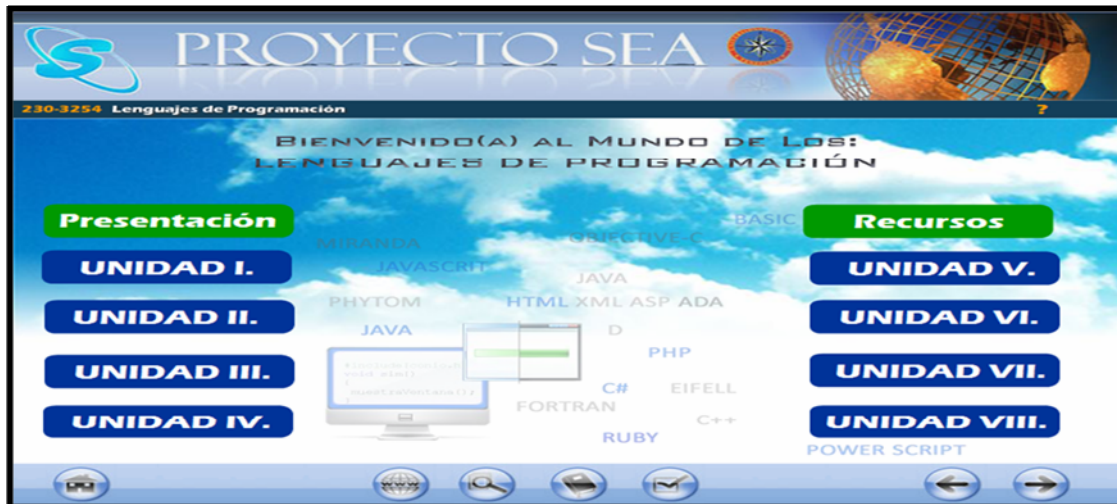 PROYECTO SEA
230-3254 Lenguajes de Programación ?
BIENVENIDO(A) AL MUNDO DE LOS:
LENGUAJES DE PROGRAMACIÓN
Presentación
Recursos
UNIDAD I.
UNIDAD II.
UNIDAD III.
UNIDAD IV.
UNIDAD V.
UNIDAD VI.
UNIDAD VII.
UNIDAD VIII.
BASIC
MIRANDA
OBJECTIVE-C
JAVASCRIT
JAVA
PHYTOM
HTML XML ASP ADA
JAVA
D
PHP
C#
EIFELL
FORTRAN
C++
RUBY
POWER SCRIPT